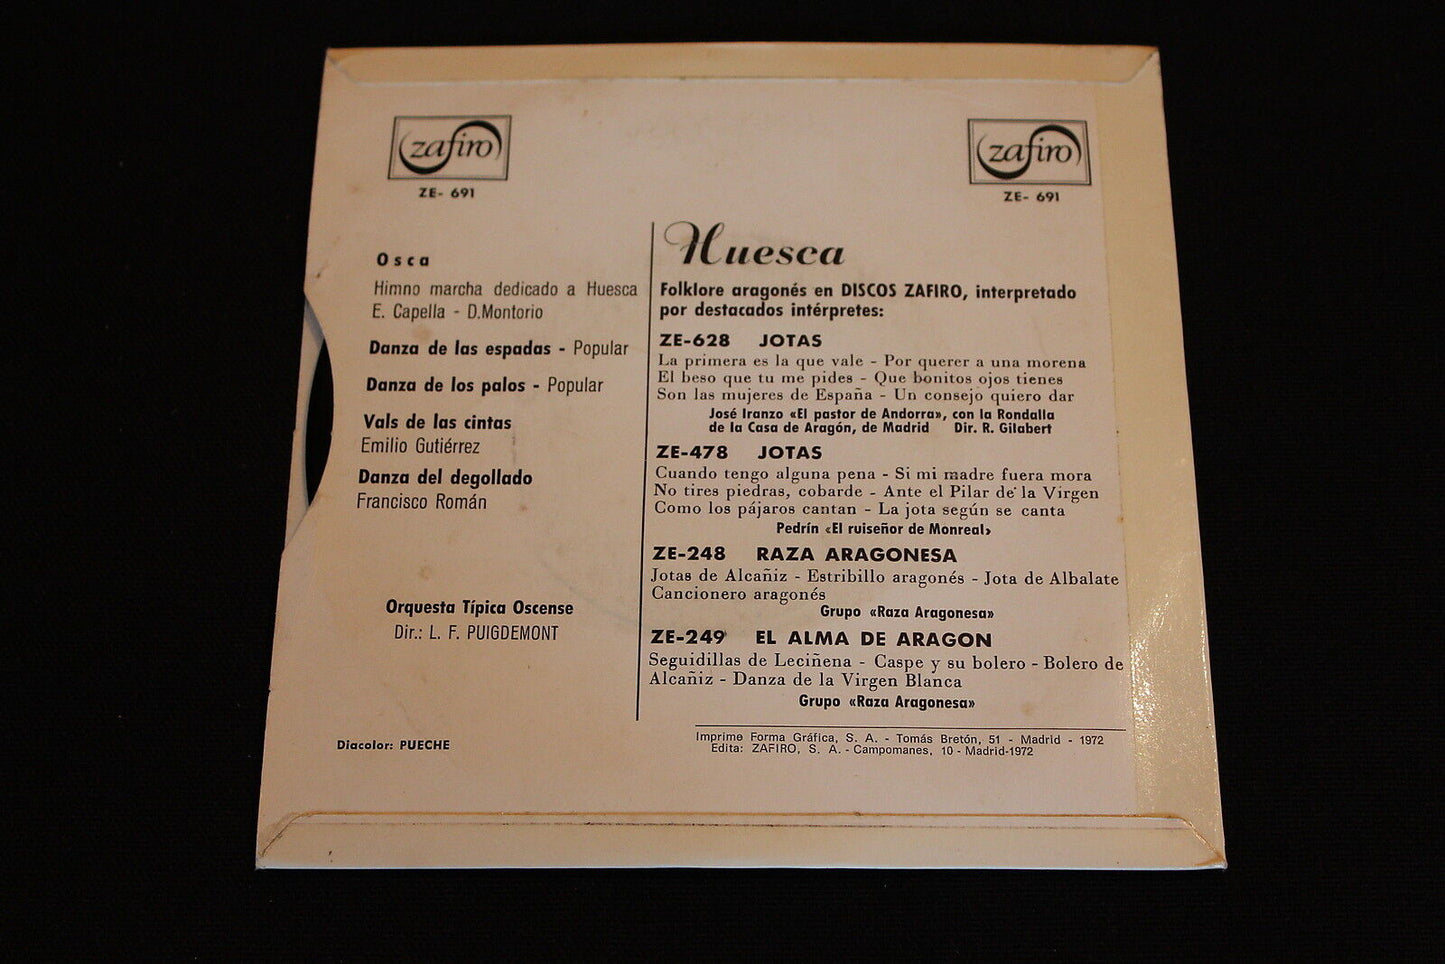 zafiro
ZE- 691
zafiro
ZE- 691
Osca
Himno marcha dedicado a Huesca
E. Capella - D.Montorio
Danza de las espadas - Popular
Danza de los palos - Popular
Vals de las cintas
Emilio Gutiérrez
Danza del degollado
Francisco Román
Orquesta Típica Oscense
Dir.: L. F. PUIGDEMONT
Diacolor: PUECHE
Huesca
Folklore aragonés en DISCOS ZAFIRO, interpretado
por destacados intérpretes:
ZE-628 JOTAS
La primera es la que vale - Por querer a una morena
El beso que tu me pides - Que bonitos ojos tienes
Son las mujeres de España - Un consejo quiero dar
José Iranzo «El pastor de Andorra», con la Rondalla
de la Casa de Aragón, de Madrid Dir. R. Gilabert
ZE-478 JOTAS
Cuando tengo alguna pena - Si mi madre fuera mora
No tires piedras, cobarde - Ante el Pilar de la Virgen
Como los pájaros cantan - La jota según se canta
Pedrín «El ruiseñor de Monreal»
ZE-248 RAZA ARAGONESA
Jotas de Alcañiz - Estribillo aragonés - Jota de Albalate
Cancionero aragonés
Grupo «Raza Aragonesa»
ZE-249 EL ALMA DE ARAGON
Seguidillas de Leciñena - Caspe y su bolero - Bolero de
Alcañiz - Danza de la Virgen Blanca
Grupo «Raza Aragonesa»
Imprime Forma Gráfica, S. A. - Tomás Bretón, 51 - Madrid - 1972
Edita: ZAFIRO, S. A. - Campomanes, 10 - Madrid-1972